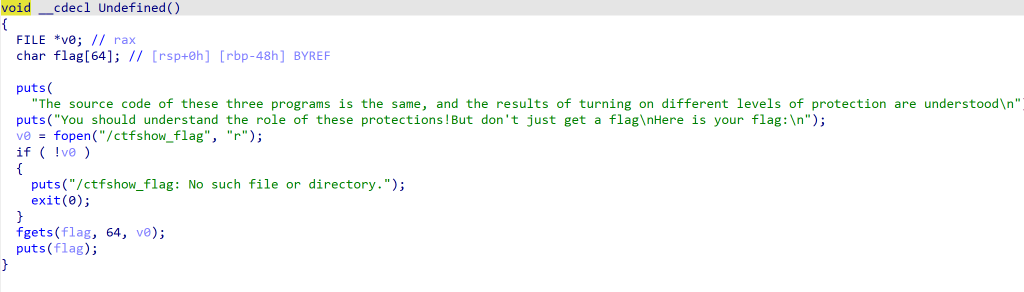 void __cdecl Undefined()
{
FILE *v0; // rax
char flag[64]; // [rsp+0h] [rbp-48h] BYREF
puts(
"The source code of these three programs is the same, and the results of turning on different levels of protection are understood\n"
puts("You should understand the role of these protections!But don't just get a flag\nHere is your flag:\n");
v0 = fopen("/ctfshow_flag", "r");
if ( !v0 )
{
puts("/ctfshow_flag: No such file or directory.");
exit(0);
}
fgets(flag, 64, v0);
puts(flag);
}